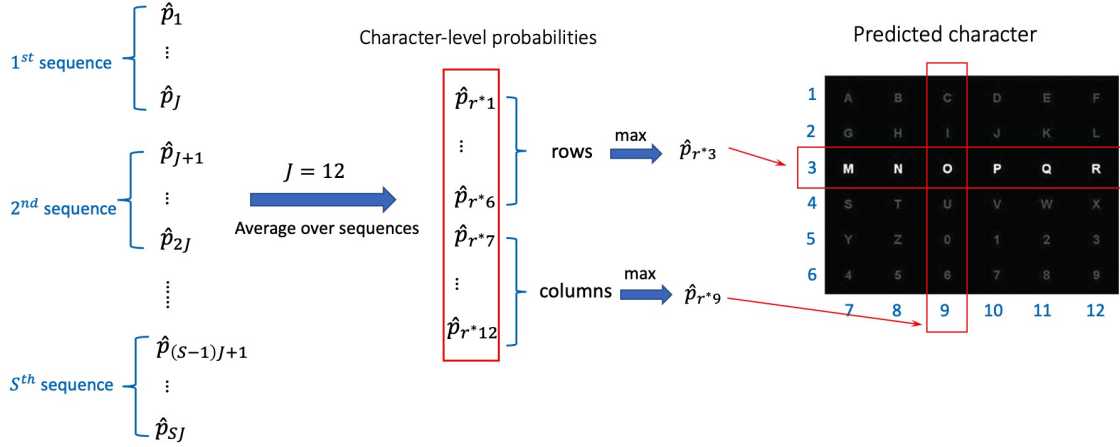 1ˢᵗ sequence
p̂₁
⋮
p̂_J
2ⁿᵈ sequence
p̂_{J+1}
⋮
p̂_{2J}
⋮
Sᵗʰ sequence
p̂_{(S−1)J+1}
⋮
p̂_{SJ}
J = 12
Average over sequences
Character-level probabilities
p̂_{r*1}
⋮
p̂_{r*6}
p̂_{r*7}
⋮
p̂_{r*12}
rows
max
p̂_{r*3}
columns
max
p̂_{r*9}
Predicted character
1 A B C D E F
2 G H I J K L
3 M N O P Q R
4 S T U V W X
5 Y Z 0 1 2 3
6 4 5 6 7 8 9
7 8 9 10 11 12